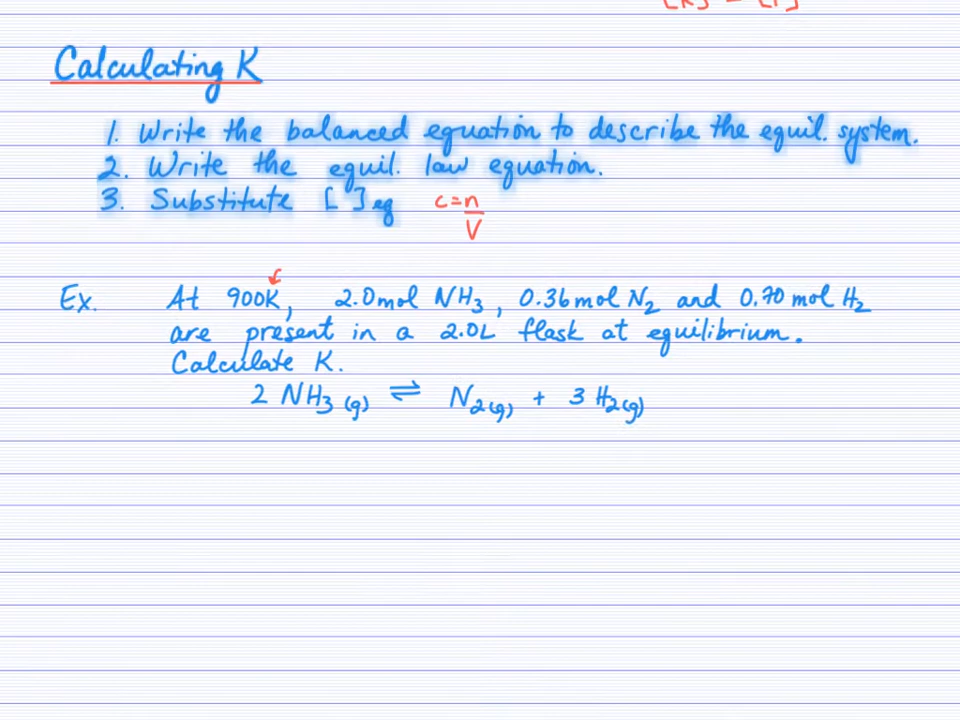 [R] = [P]
Calculating K
1. Write the balanced equation to describe the equil. system.
2. Write the equil. law equation.
3. Substitute [ ]eq c=n/V
Ex. At 900K, 2.0mol NH3, 0.36mol N2 and 0.70 mol H2
are present in a 2.0L flask at equilibrium.
Calculate K.
2 NH3 (g) ⇌ N2(g) + 3 H2(g)